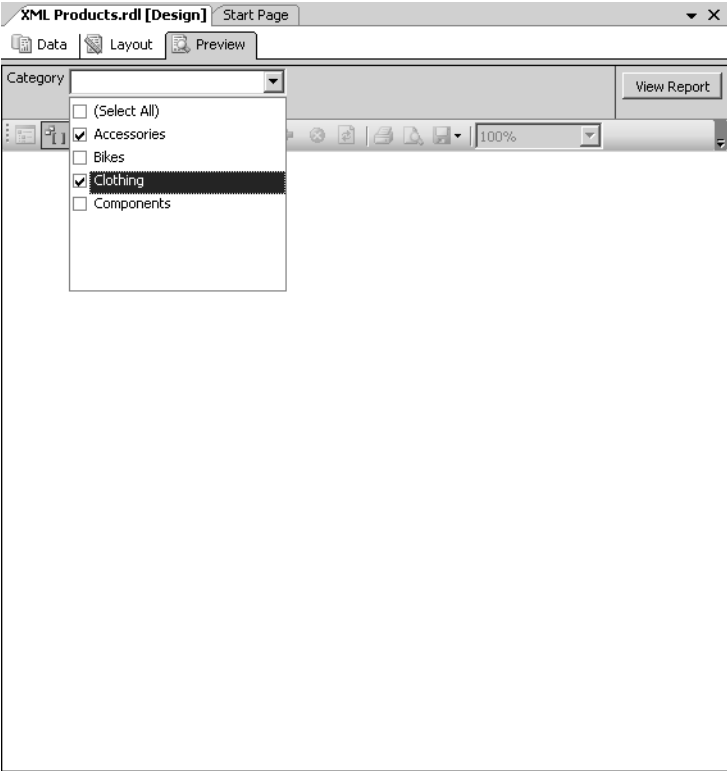 XML Products.rdl [Design] Start Page
Data Layout Preview
Category
View Report
(Select All)
Accessories
100%
Bikes
Clothing
Components